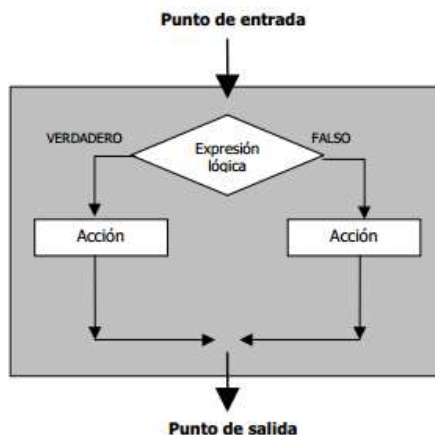 Punto de entrada
VERDADERO
FALSO
Expresión
lógica
Acción
Acción
Punto de salida